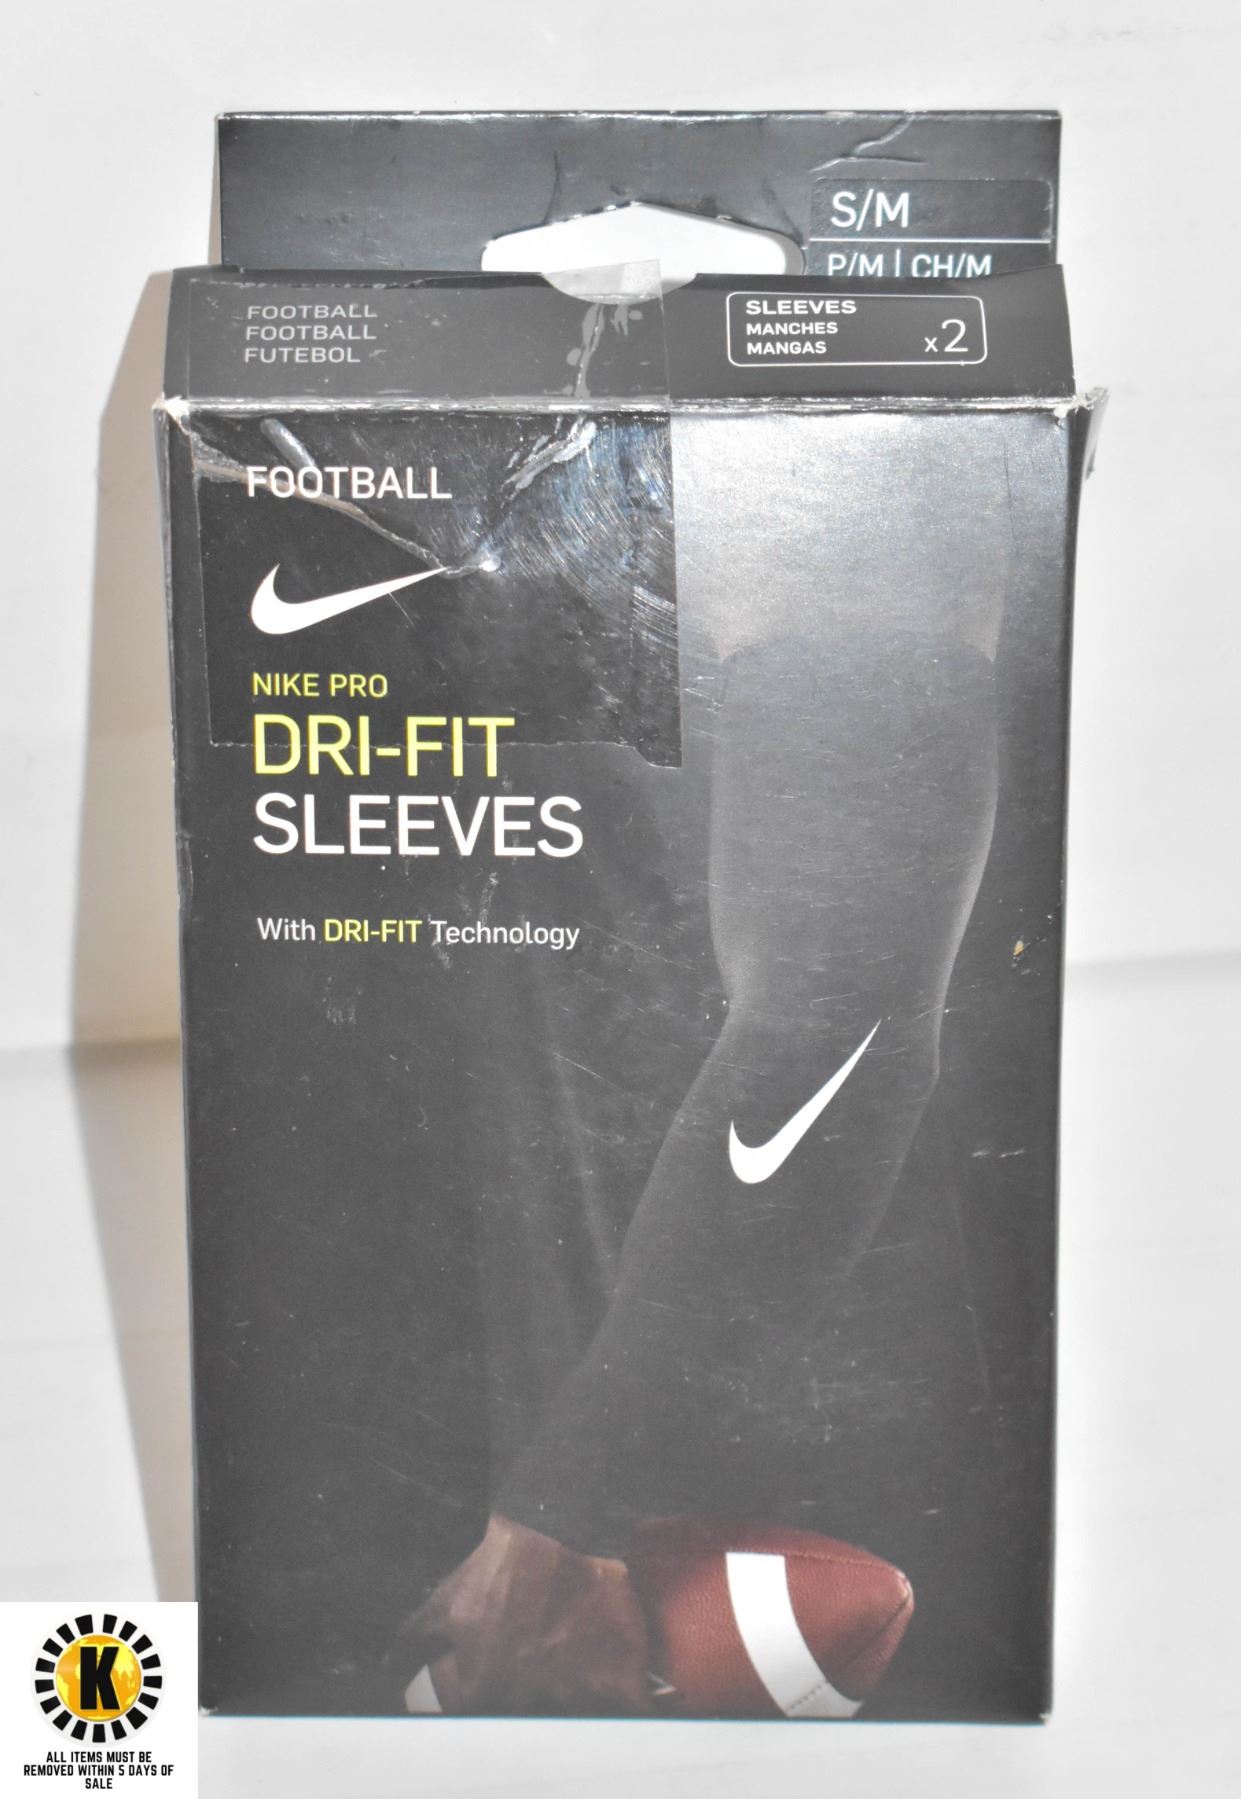 S/M
P/M | CH/M
FOOTBALL
FOOTBALL
FUTEBOL
SLEEVES
MANCHES
MANGAS
x2
FOOTBALL
NIKE PRO
DRI-FIT
SLEEVES
With DRI-FIT Technology
K
ALL ITEMS MUST BE
REMOVED WITHIN 5 DAYS OF
SALE